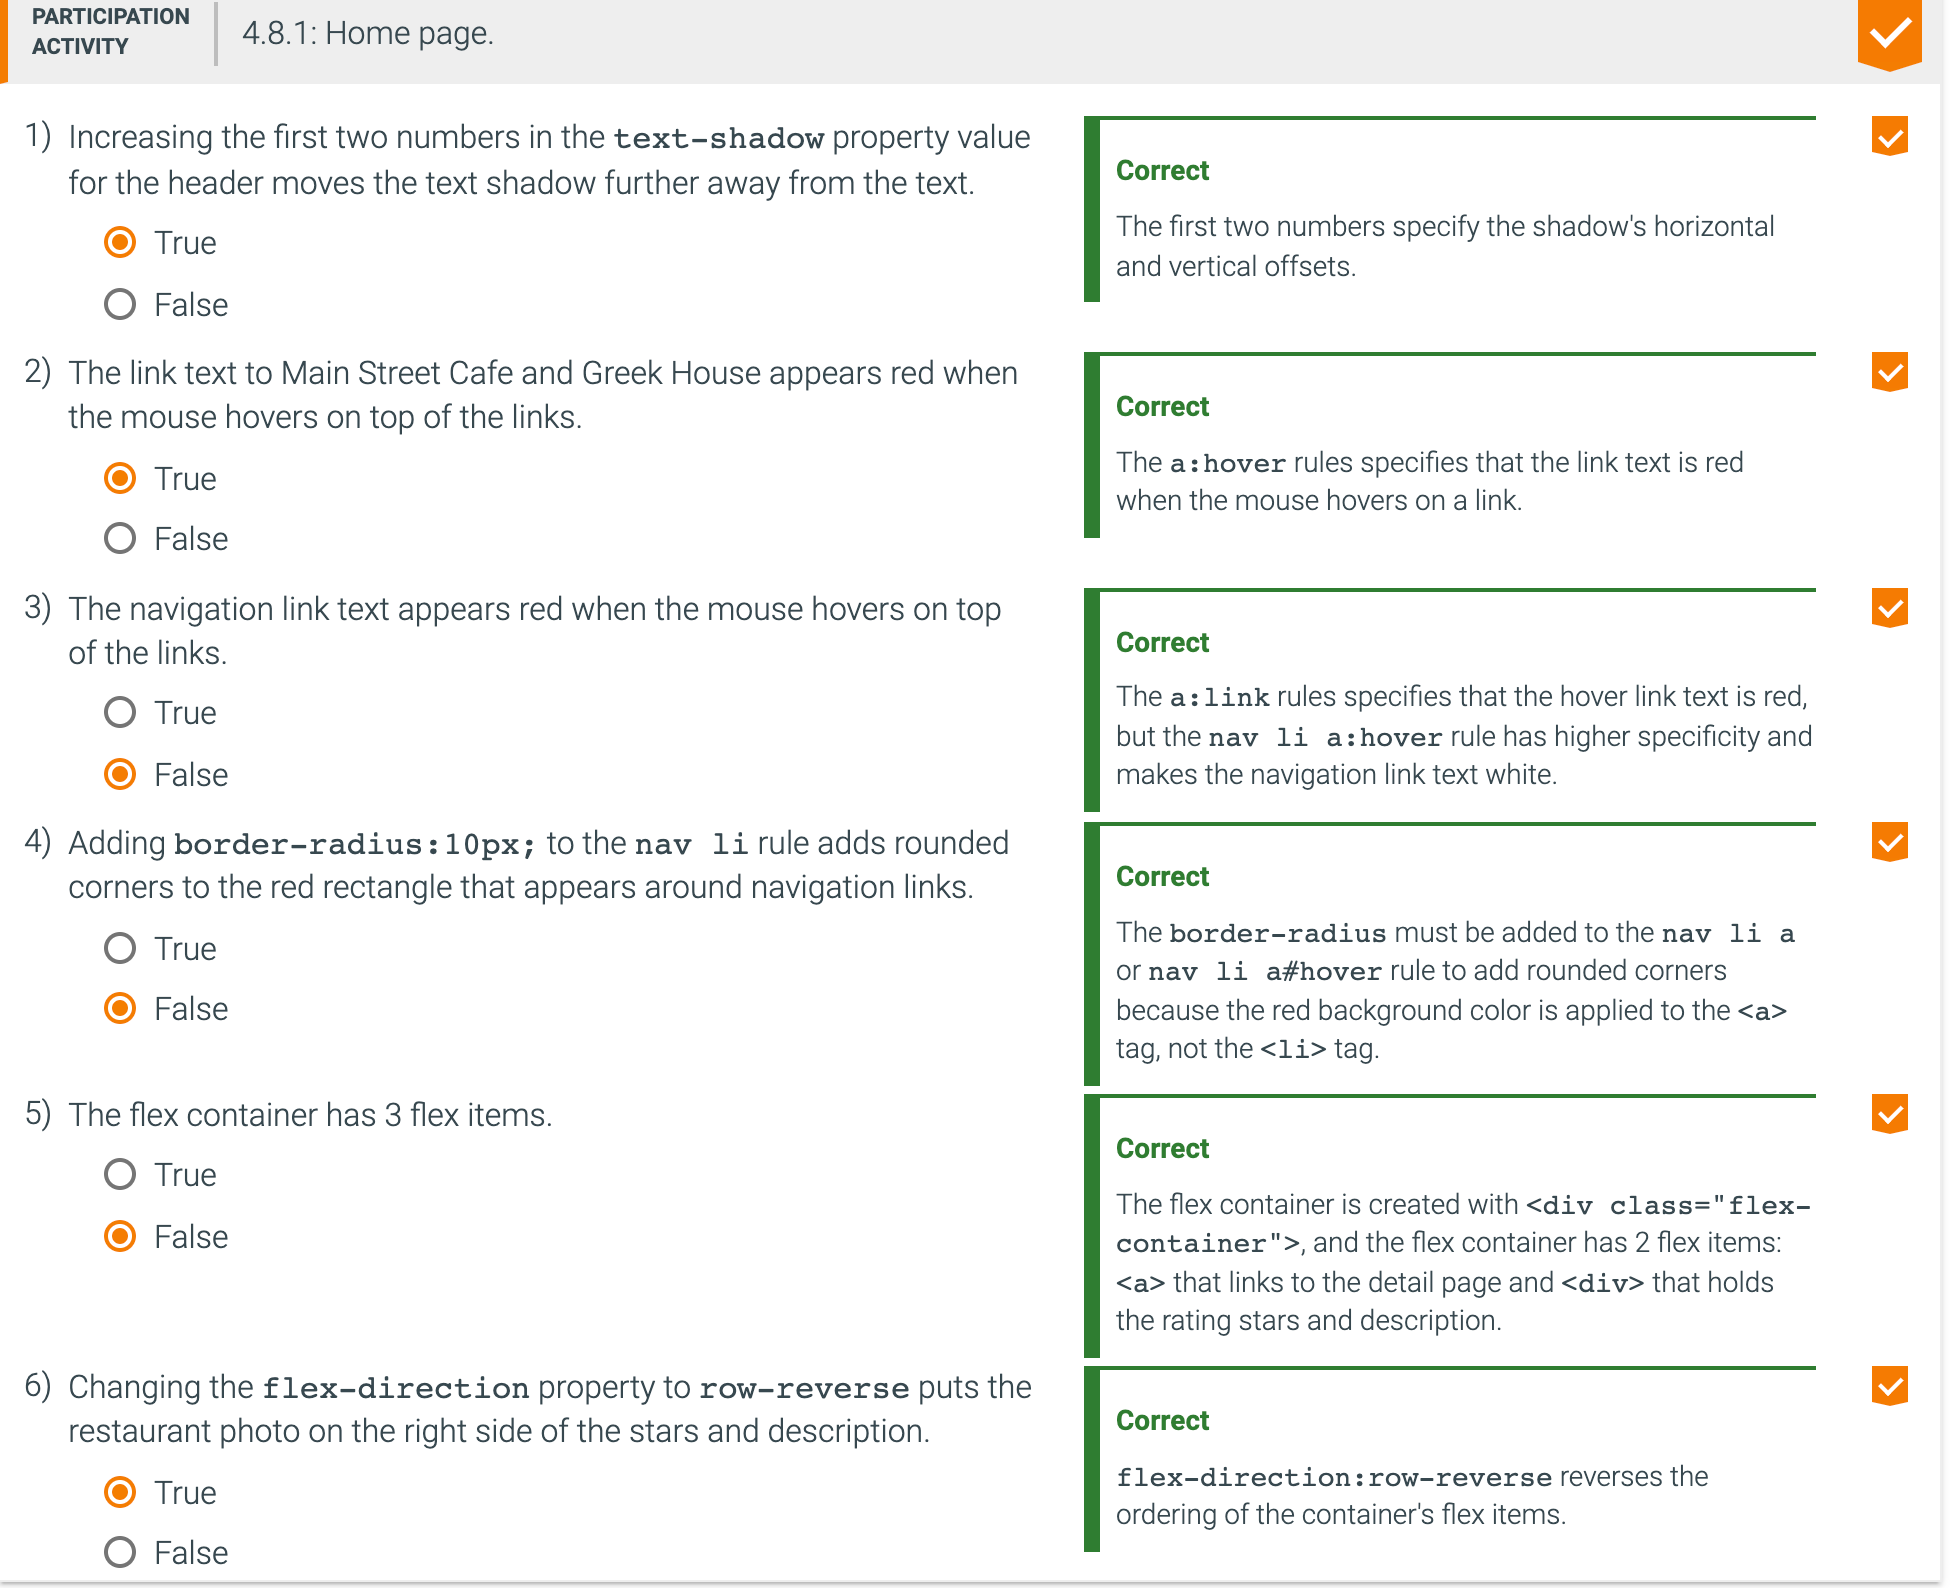 PARTICIPATION
ACTIVITY
4.8.1: Home page.
1) Increasing the first two numbers in the text-shadow property value
for the header moves the text shadow further away from the text.
True
False
Correct
The first two numbers specify the shadow's horizontal
and vertical offsets.
2) The link text to Main Street Cafe and Greek House appears red when
the mouse hovers on top of the links.
True
False
Correct
The a:hover rules specifies that the link text is red
when the mouse hovers on a link.
3) The navigation link text appears red when the mouse hovers on top
of the links.
True
False
Correct
The a:link rules specifies that the hover link text is red,
but the nav li a:hover rule has higher specificity and
makes the navigation link text white.
4) Adding border-radius:10px; to the nav li rule adds rounded
corners to the red rectangle that appears around navigation links.
True
False
Correct
The border-radius must be added to the nav li a
or nav li a#hover rule to add rounded corners
because the red background color is applied to the <a>
tag, not the <li> tag.
5) The flex container has 3 flex items.
True
False
Correct
The flex container is created with <div class="flex-
container">, and the flex container has 2 flex items:
<a> that links to the detail page and <div> that holds
the rating stars and description.
6) Changing the flex-direction property to row-reverse puts the
restaurant photo on the right side of the stars and description.
True
False
Correct
flex-direction:row-reverse reverses the
ordering of the container's flex items.